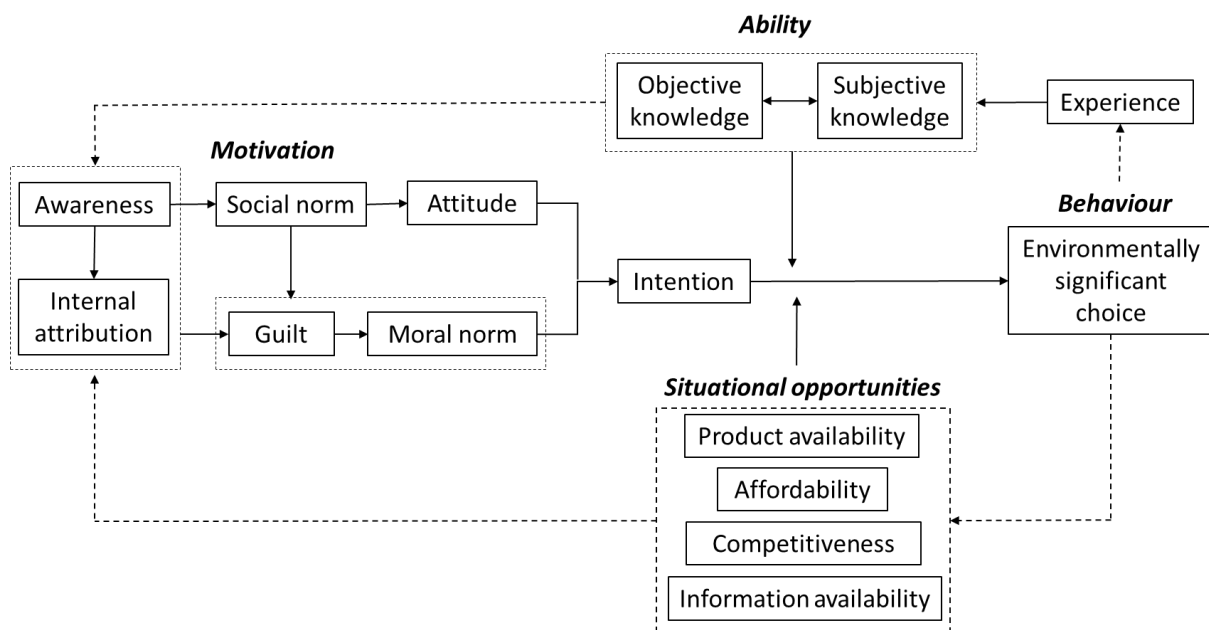 Ability
Objective
knowledge
Subjective
knowledge
Experience
Motivation
Awareness
Social norm
Attitude
Behaviour
Environmentally
significant
choice
Internal
attribution
Guilt
Moral norm
Intention
Situational opportunities
Product availability
Affordability
Competitiveness
Information availability